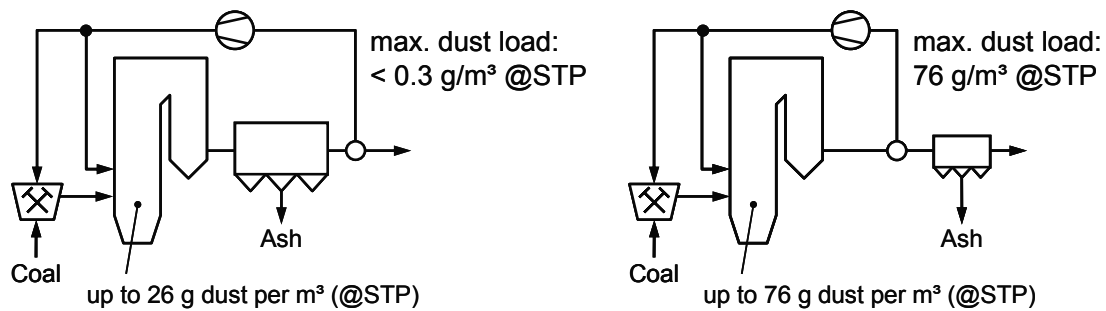 max. dust load:
< 0.3 g/m³ @STP
Ash
Coal
up to 26 g dust per m³ (@STP)
max. dust load:
76 g/m³ @STP
Ash
Coal
up to 76 g dust per m³ (@STP)